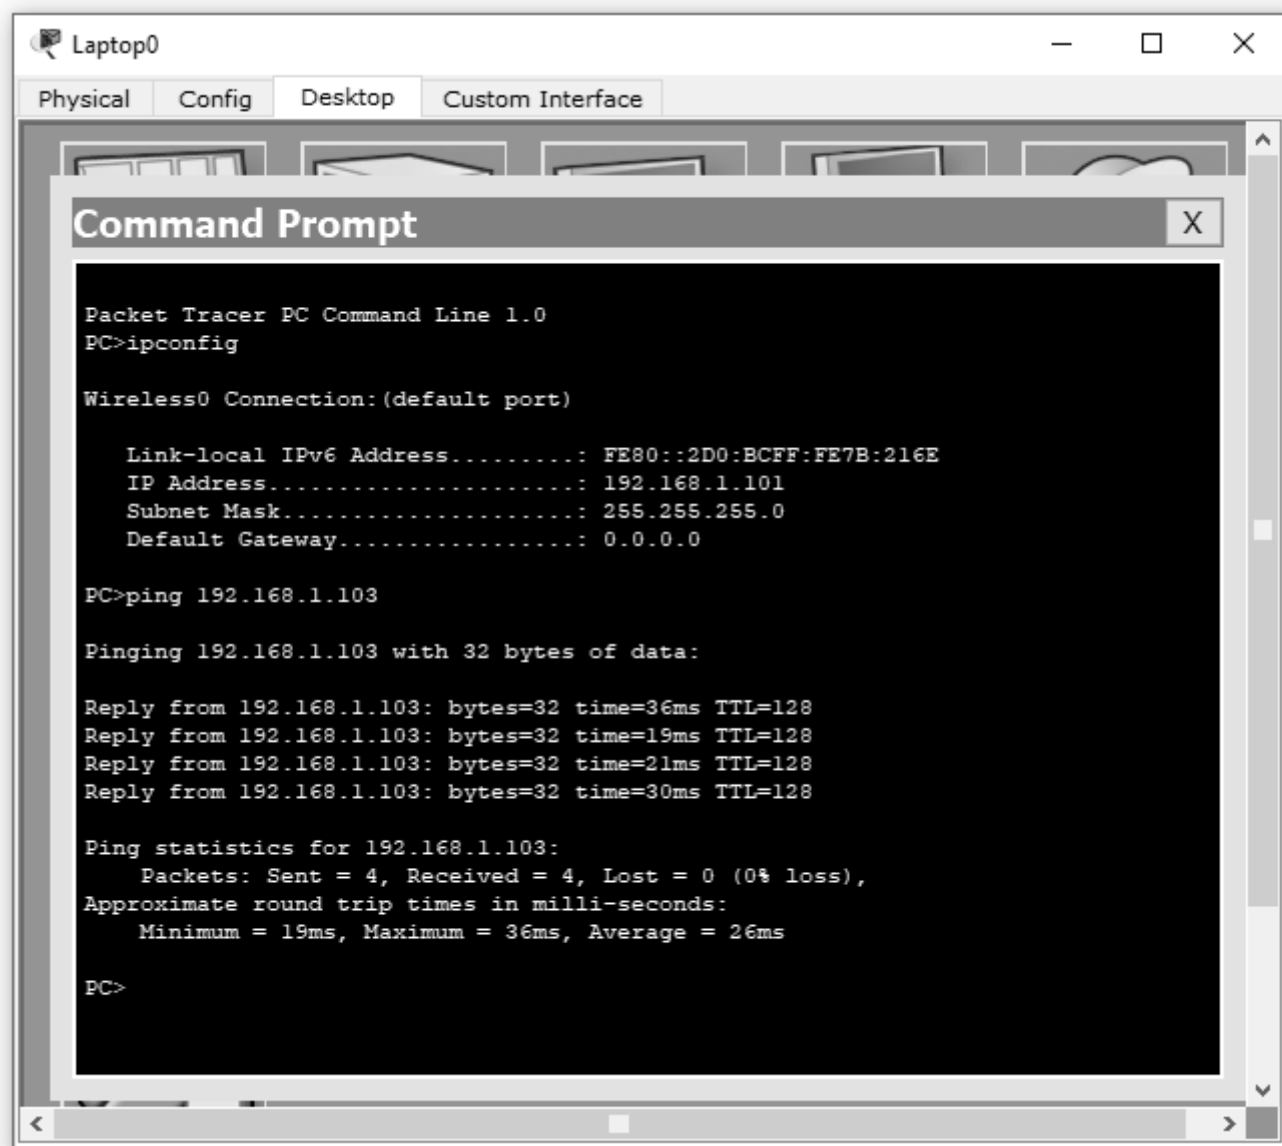 Laptop0
Physical Config Desktop Custom Interface
Command Prompt X
Packet Tracer PC Command Line 1.0
PC>ipconfig
Wireless0 Connection:(default port)
Link-local IPv6 Address.........: FE80::2D0:BCFF:FE7B:216E
IP Address......................: 192.168.1.101
Subnet Mask.....................: 255.255.255.0
Default Gateway.................: 0.0.0.0
PC>ping 192.168.1.103
Pinging 192.168.1.103 with 32 bytes of data:
Reply from 192.168.1.103: bytes=32 time=36ms TTL=128
Reply from 192.168.1.103: bytes=32 time=19ms TTL=128
Reply from 192.168.1.103: bytes=32 time=21ms TTL=128
Reply from 192.168.1.103: bytes=32 time=30ms TTL=128
Ping statistics for 192.168.1.103:
Packets: Sent = 4, Received = 4, Lost = 0 (0% loss),
Approximate round trip times in milli-seconds:
Minimum = 19ms, Maximum = 36ms, Average = 26ms
PC>